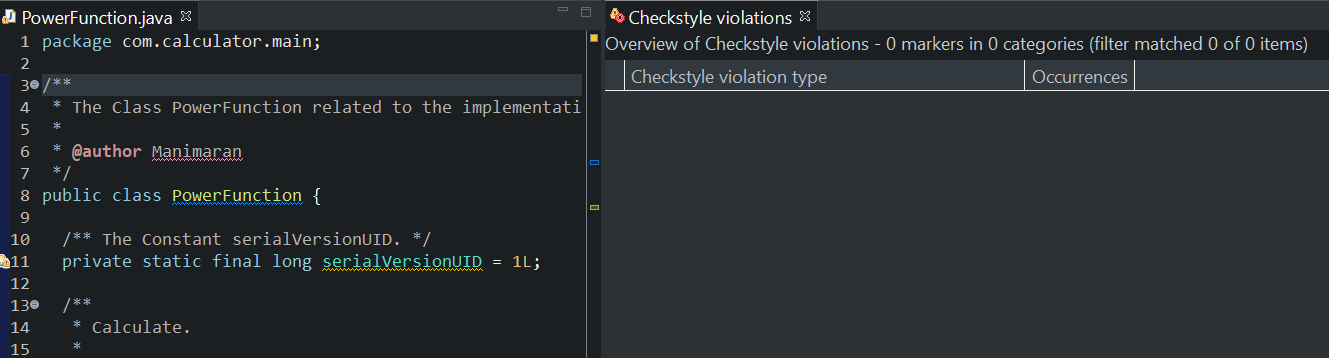 PowerFunction.java
1 package com.calculator.main;
2
3 /**
4  * The Class PowerFunction related to the implementati
5  *
6  * @author Manimaran
7  */
8 public class PowerFunction {
9
10   /** The Constant serialVersionUID. */
11   private static final long serialVersionUID = 1L;
12
13   /**
14    * Calculate.
15    *
Checkstyle violations
Overview of Checkstyle violations - 0 markers in 0 categories (filter matched 0 of 0 items)
Checkstyle violation type Occurrences